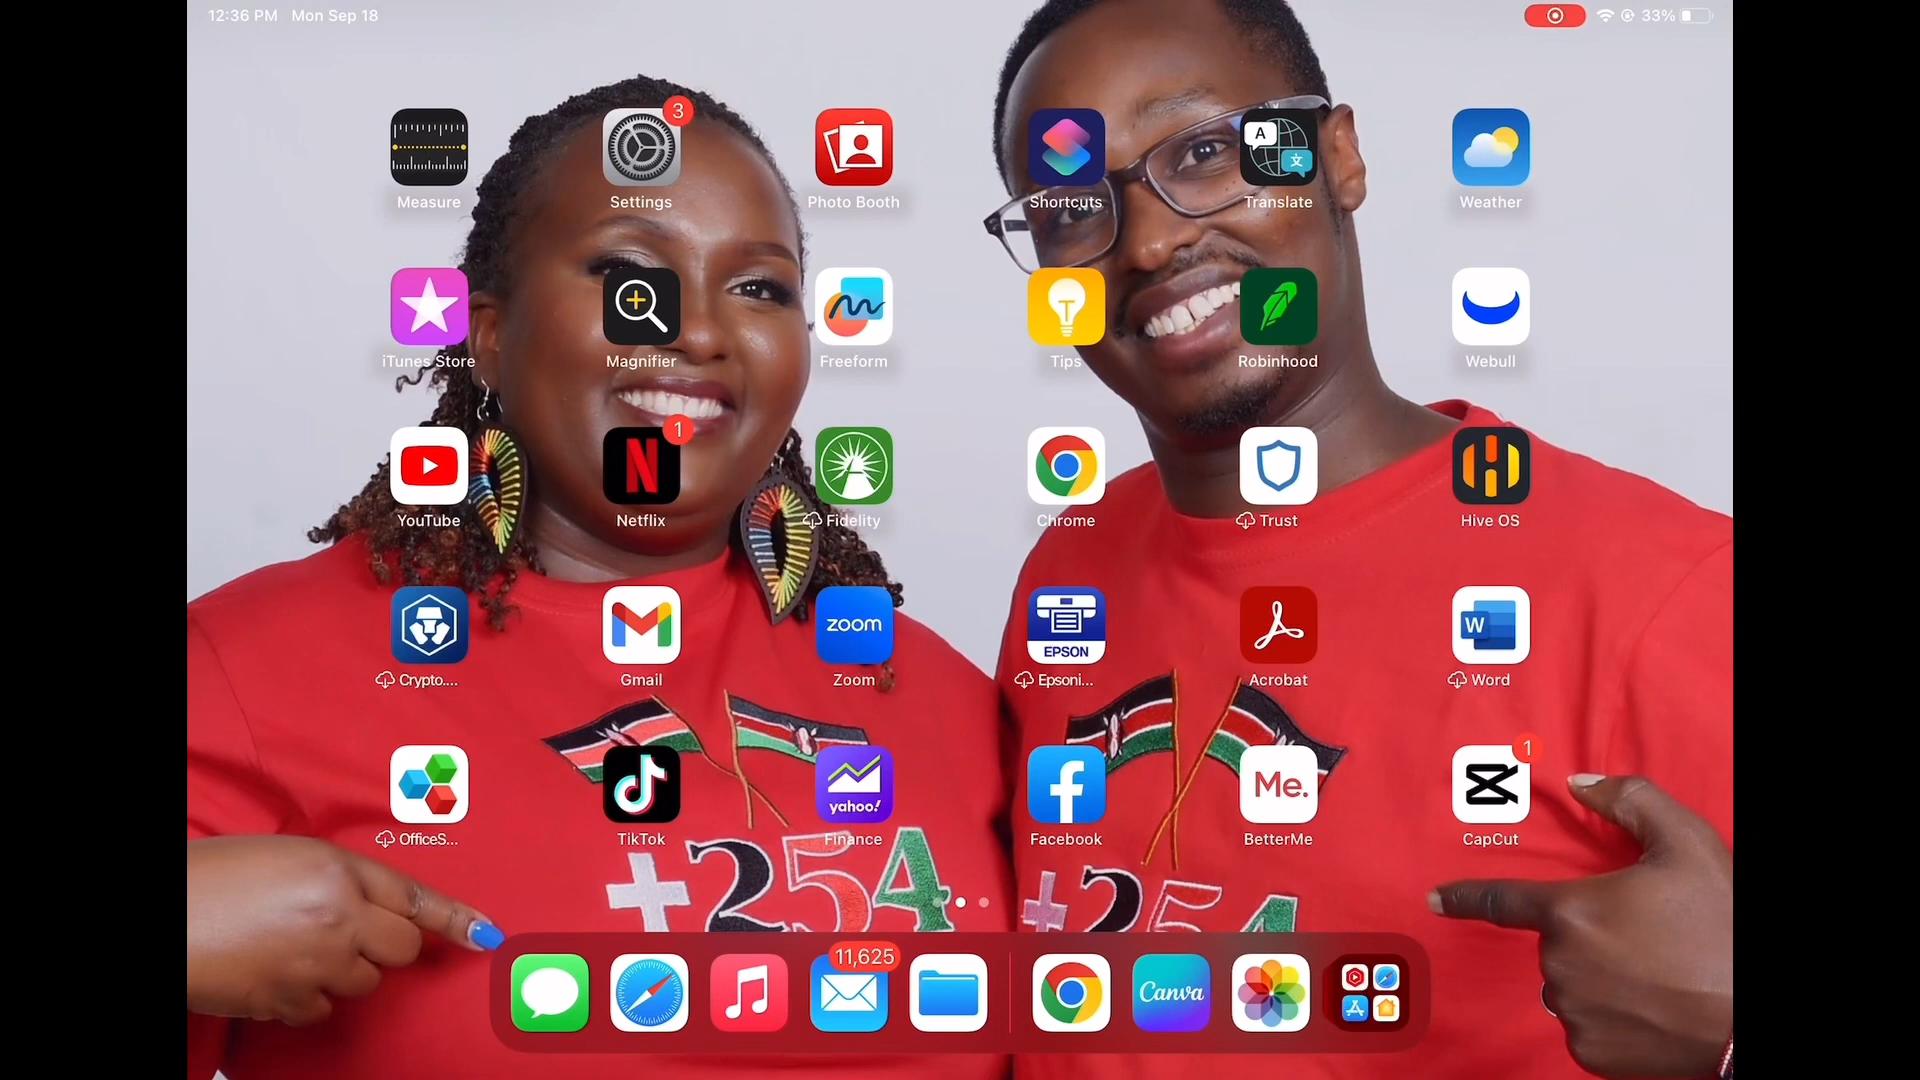 12:36 PM Mon Sep 18
33%
3
Measure
Settings
Photo Booth
Shortcuts
A
文
Translate
Weather
iTunes Store
Magnifier
Freeform
T
Tips
Robinhood
Webull
YouTube
N
1
Netflix
Fidelity
Chrome
Trust
Hive OS
Crypto....
Gmail
zoom
Zoom
EPSON
Epsoni...
Acrobat
W
Word
OfficeS...
TikTok
yahoo!
Finance
Facebook
Me.
BetterMe
1
CapCut
+254
+254
11,625
Canva